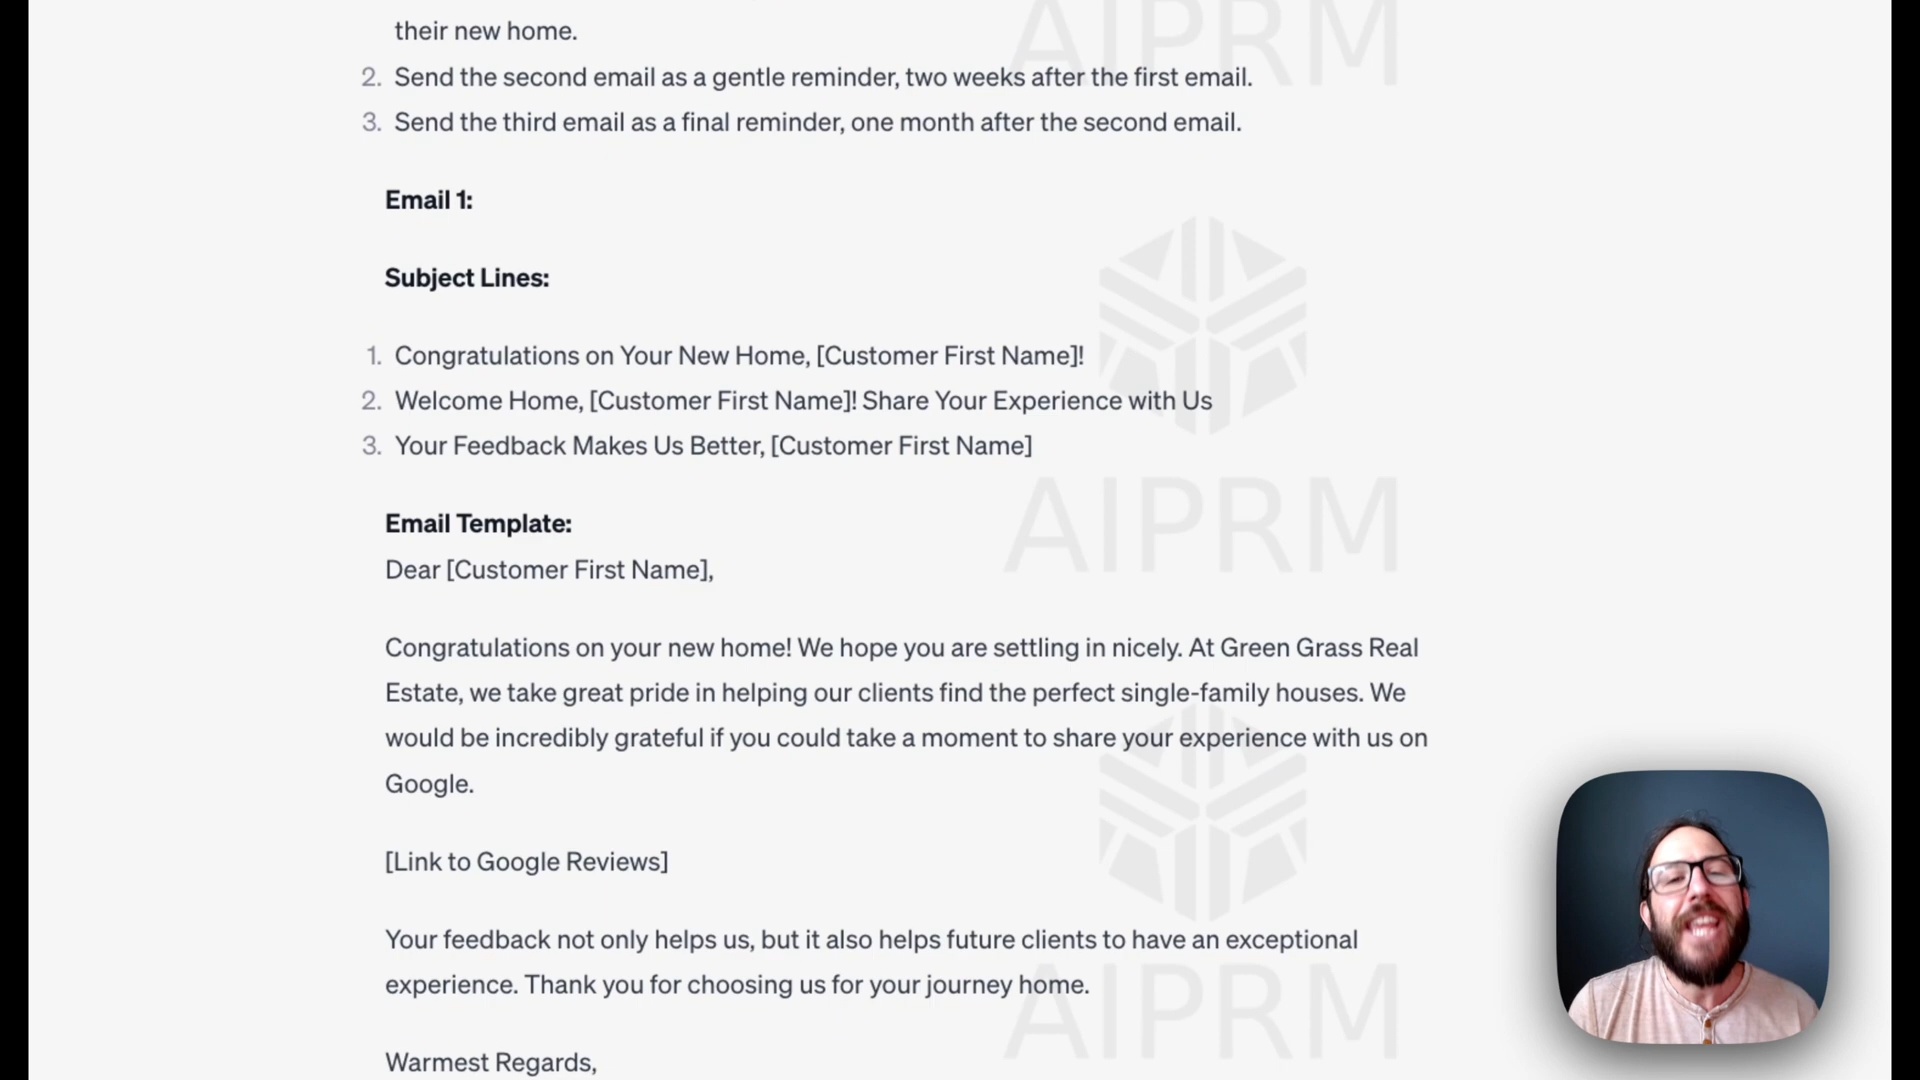 their new home.
2. Send the second email as a gentle reminder, two weeks after the first email.
3. Send the third email as a final reminder, one month after the second email.
Email 1:
Subject Lines:
1. Congratulations on Your New Home, [Customer First Name]!
2. Welcome Home, [Customer First Name]! Share Your Experience with Us
3. Your Feedback Makes Us Better, [Customer First Name]
Email Template:
Dear [Customer First Name],
Congratulations on your new home! We hope you are settling in nicely. At Green Grass Real
Estate, we take great pride in helping our clients find the perfect single-family houses. We
would be incredibly grateful if you could take a moment to share your experience with us on
Google.
[Link to Google Reviews]
Your feedback not only helps us, but it also helps future clients to have an exceptional
experience. Thank you for choosing us for your journey home.
Warmest Regards,
AIPRM
AIPRM
AIPRM